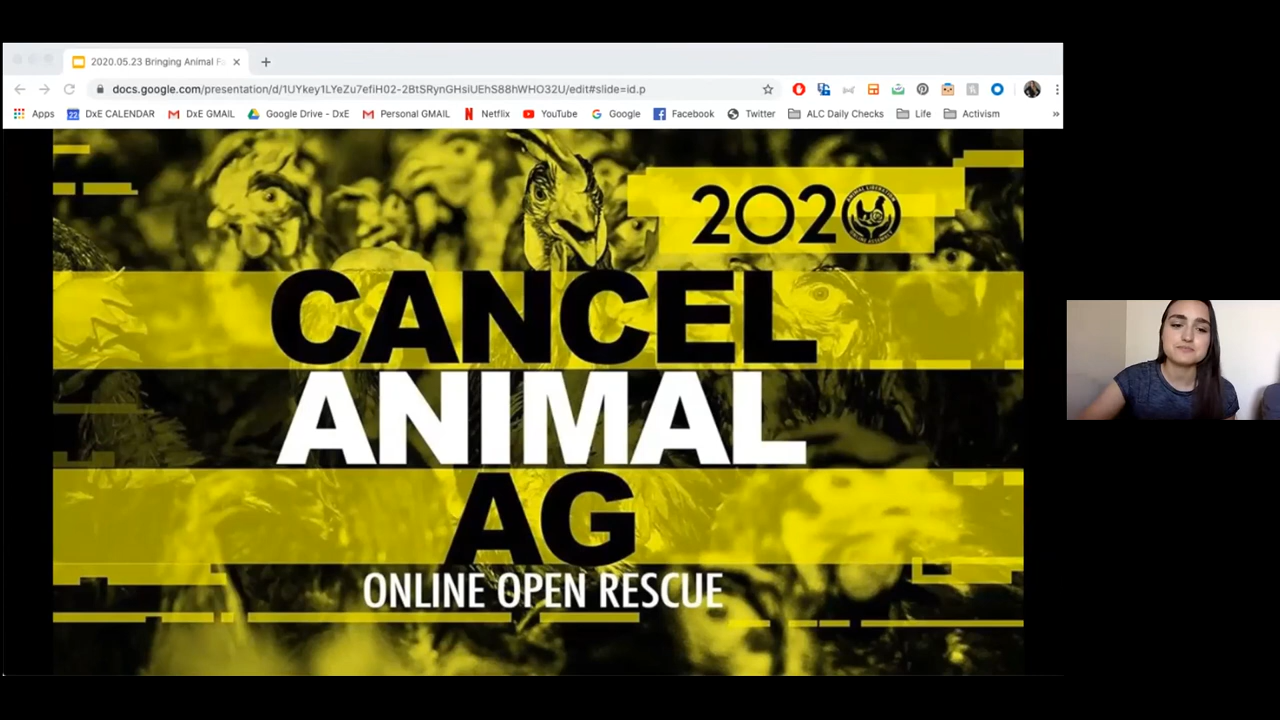 2020.05.23 Bringing Animal Fa
docs.google.com/presentation/d/1UYkey1LYeZu7efiH02-2BtSRynGHsiUEhS88hWHO32U/edit#slide=id.p
Apps DxE CALENDAR DxE GMAIL Google Drive - DxE Personal GMAIL Netflix YouTube Google Facebook Twitter ALC Daily Checks Life Activism »
2020
CANCEL
ANIMAL
AG
ONLINE OPEN RESCUE